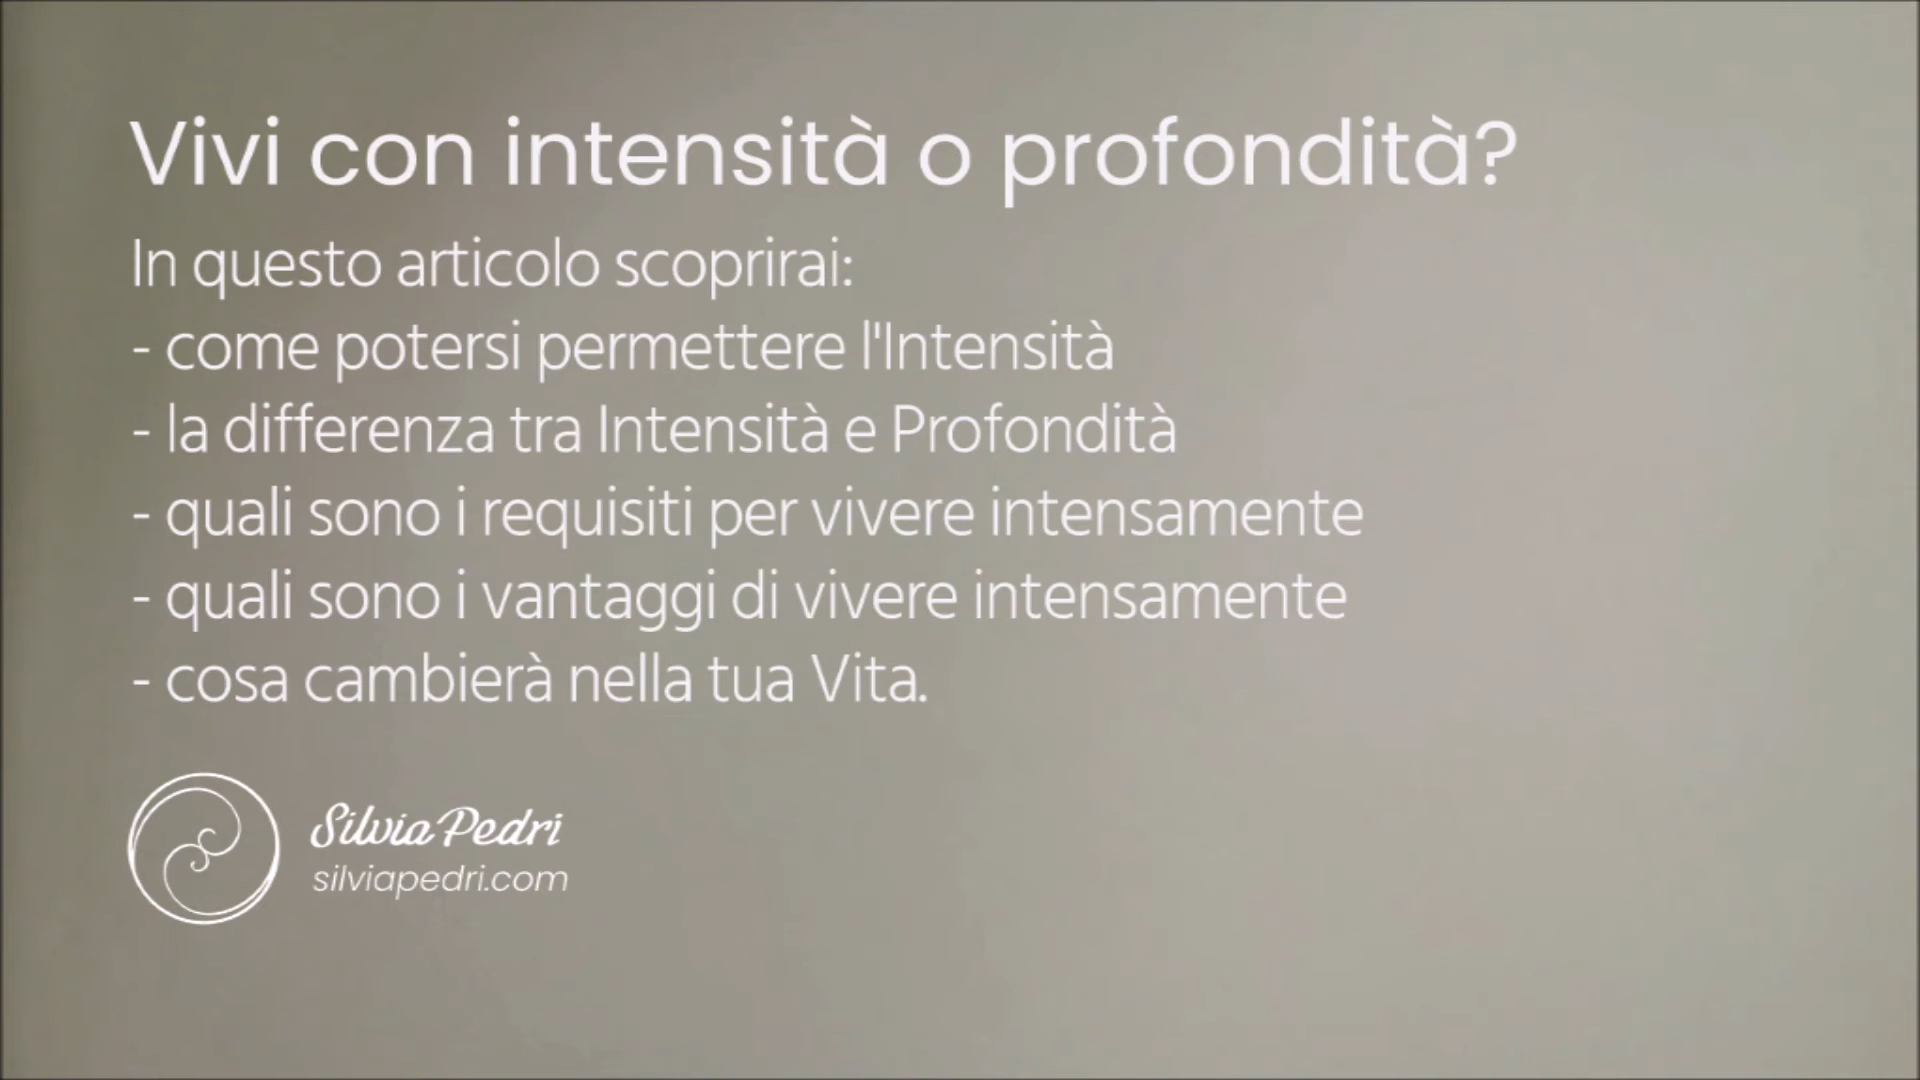 Vivi con intensità o profondità?
In questo articolo scoprirai:
- come potersi permettere l'Intensità
- la differenza tra Intensità e Profondità
- quali sono i requisiti per vivere intensamente
- quali sono i vantaggi di vivere intensamente
- cosa cambierà nella tua Vita.
Silvia Pedri
silviapedri.com